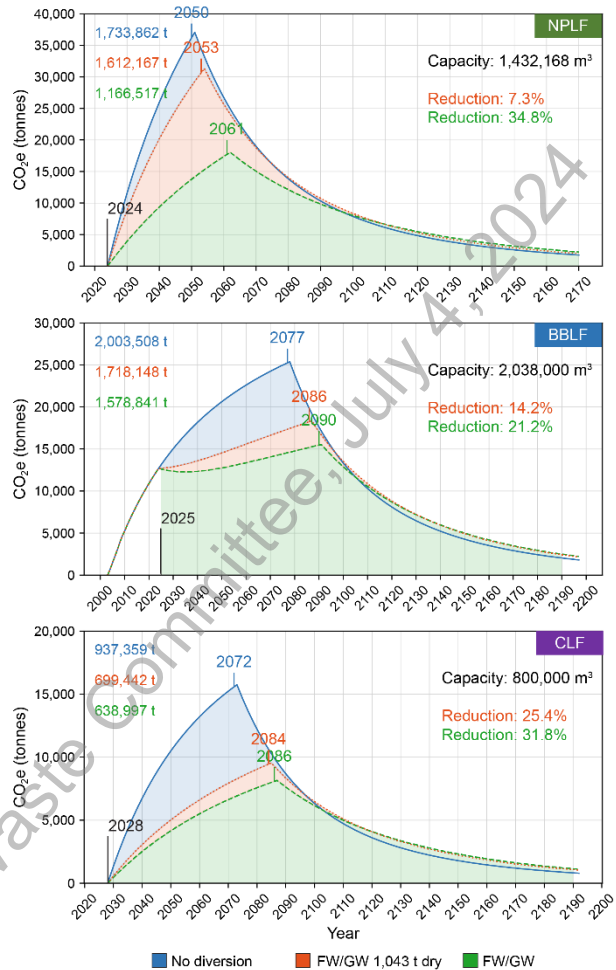 40,000
35,000
30,000
25,000
20,000
15,000
10,000
5,000
0
CO₂e (tonnes)
NPLF
2050
1,733,862 t
2053
1,612,167 t
1,166,517 t
2061
2024
Capacity: 1,432,168 m³
Reduction: 7.3%
Reduction: 34.8%
2020 2030 2040 2050 2060 2070 2080 2090 2100 2110 2120 2130 2140 2150 2160 2170
30,000
25,000
20,000
15,000
10,000
5,000
0
CO₂e (tonnes)
BBLF
2077
2,003,508 t
1,718,148 t
2086
1,578,841 t
2090
2025
Capacity: 2,038,000 m³
Reduction: 14.2%
Reduction: 21.2%
2000 2010 2020 2030 2040 2050 2060 2070 2080 2090 2100 2110 2120 2130 2140 2150 2160 2170 2180 2190 2200
20,000
15,000
10,000
5,000
0
CO₂e (tonnes)
CLF
937,359 t
2072
699,442 t
638,997 t
2084
2086
2028
Capacity: 800,000 m³
Reduction: 25.4%
Reduction: 31.8%
2020 2030 2040 2050 2060 2070 2080 2090 2100 2110 2120 2130 2140 2150 2160 2170 2180 2190 2200
Year
No diversion FW/GW 1,043 t dry FW/GW
Waste Committee, July 4, 2024